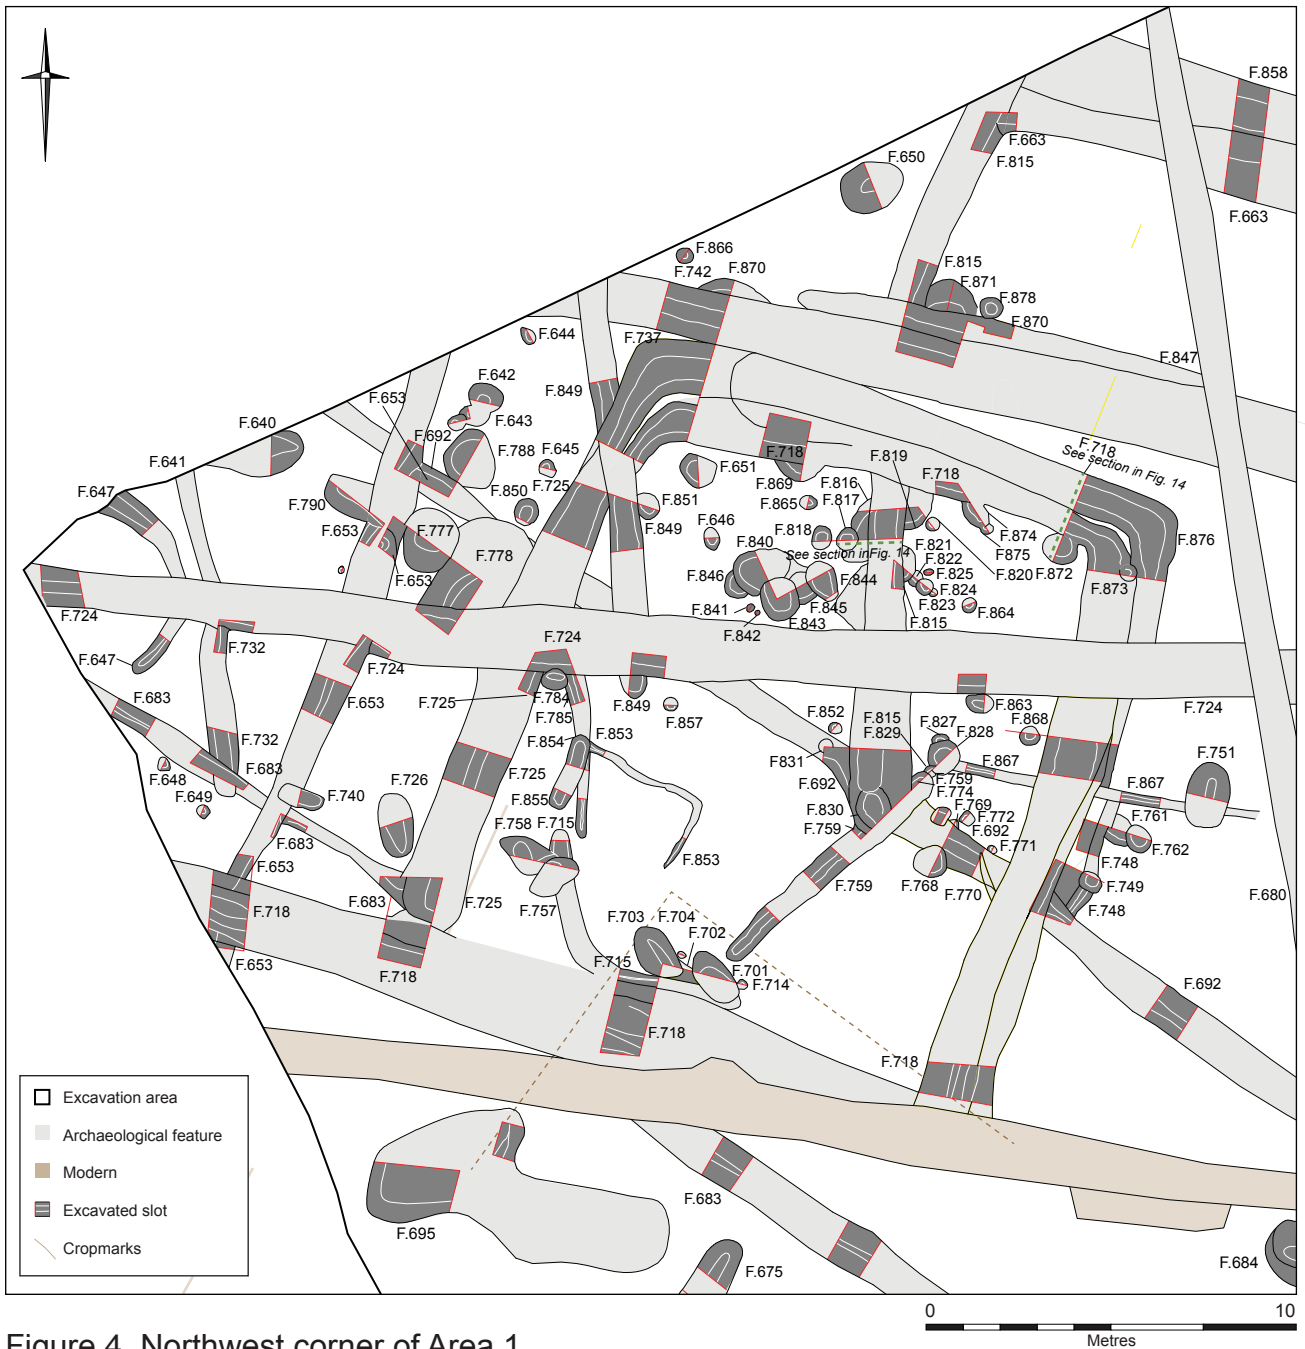 F.858
F.663
F.815
F.650
F.663
F.866
F.742
F.870
F.815
F.871
F.878
F.870
F.644
F.737
F.847
F.642
F.653
F.849
F.643
F.640
F.692
F.718
See section in Fig. 14
F.641
F.788
F.645
F.718
F.819
F.718
F.651
F.725
F.869
F.816
F.647
F.850
F.851
F.865
F.817
F.790
F.849
F.646
F.818
F.874
F.653
F.777
F.840
F.821
F.875
F.876
F.778
See section in Fig. 14
F.822
F.820
F.872
F.653
F.846
F.844
F.825
F.873
F.724
F.841
F.845
F.824
F.864
F.842
F.843
F.823
F.815
F.732
F.724
F.647
F.724
F.683
F.653
F.725
F.784
F.849
F.863
F.785
F.857
F.852
F.815
F.827
F.868
F.724
F.732
F.854
F.853
F.829
F.828
F.751
F.683
F.831
F.867
F.648
F.726
F.725
F.692
F.759
F.867
F.649
F.740
F.855
F.774
F.769
F.761
F.758
F.715
F.830
F.772
F.683
F.759
F.692
F.762
F.771
F.748
F.653
F.853
F.759
F.768
F.770
F.749
F.683
F.725
F.757
F.748
F.680
F.718
F.703
F.704
F.702
F.653
F.718
F.715
F.701
F.714
F.692
F.718
F.718
Excavation area
Archaeological feature
Modern
Excavated slot
Cropmarks
F.683
F.695
F.675
F.684
0 10
Metres
Figure 4. Northwest corner of Area 1